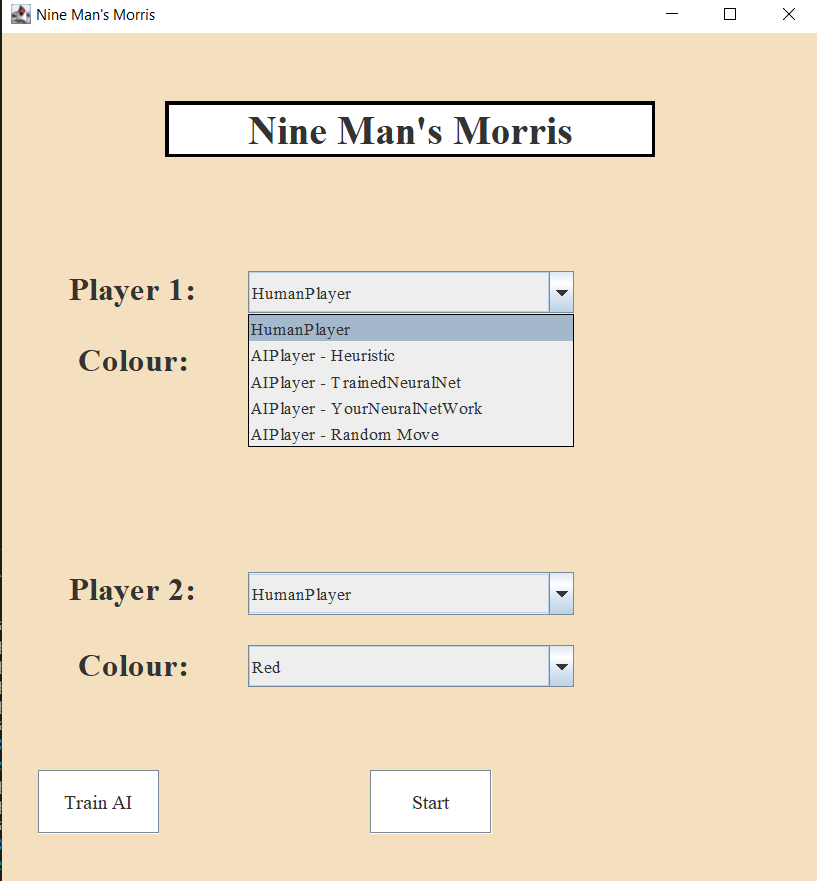 Nine Man's Morris
Nine Man's Morris
Player 1:
HumanPlayer
HumanPlayer
Colour:
AIPlayer - Heuristic
AIPlayer - TrainedNeuralNet
AIPlayer - YourNeuralNetWork
AIPlayer - Random Move
Player 2:
HumanPlayer
Colour:
Red
Train AI
Start